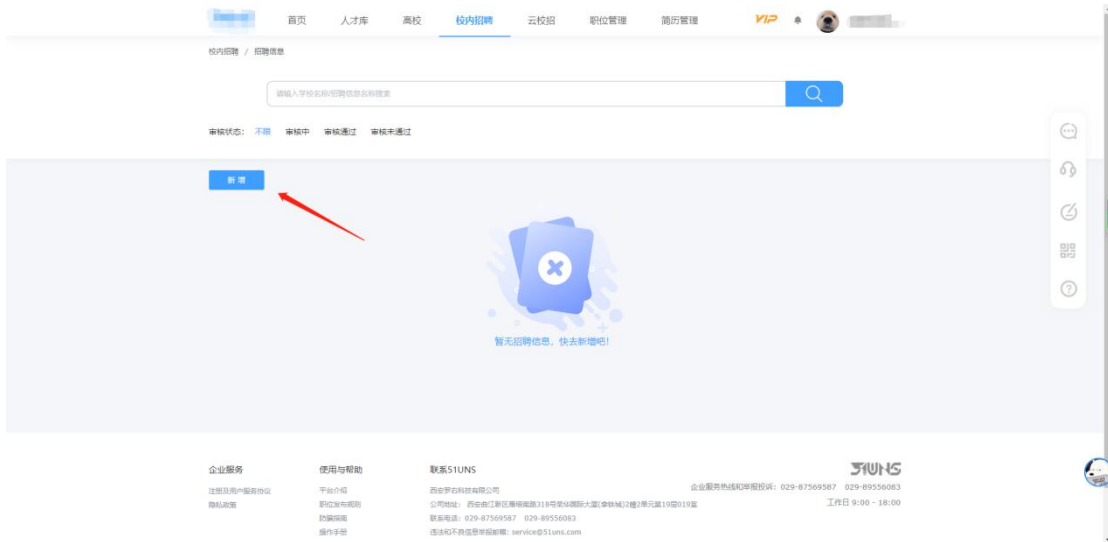 首页 人才库 高校 校内招聘 云校招 职位管理 简历管理 VIP
校内招聘 / 招聘信息
请输入学校名称/招聘信息名称搜索
审核状态： 不限 审核中 审核通过 审核未通过
新 增
暂无招聘信息，快去新增吧！
企业服务
注册及用户服务协议
隐私政策
使用与帮助
平台介绍
职位发布规则
防骗指南
操作手册
联系51UNS
西安罗右科技有限公司
公司地址： 西安曲江新区雁塔南路318号荣华国际大厦(拿铁城)2幢2单元第19层019室
联系电话：029-87569587 029-89556083
违法和不良信息举报邮箱：service@51uns.com
51UNS
企业服务热线和举报投诉：029-87569587 029-89556083
工作日 9:00 - 18:00